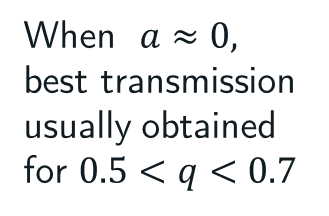 When a ≈ 0,
best transmission
usually obtained
for 0.5 < q < 0.7